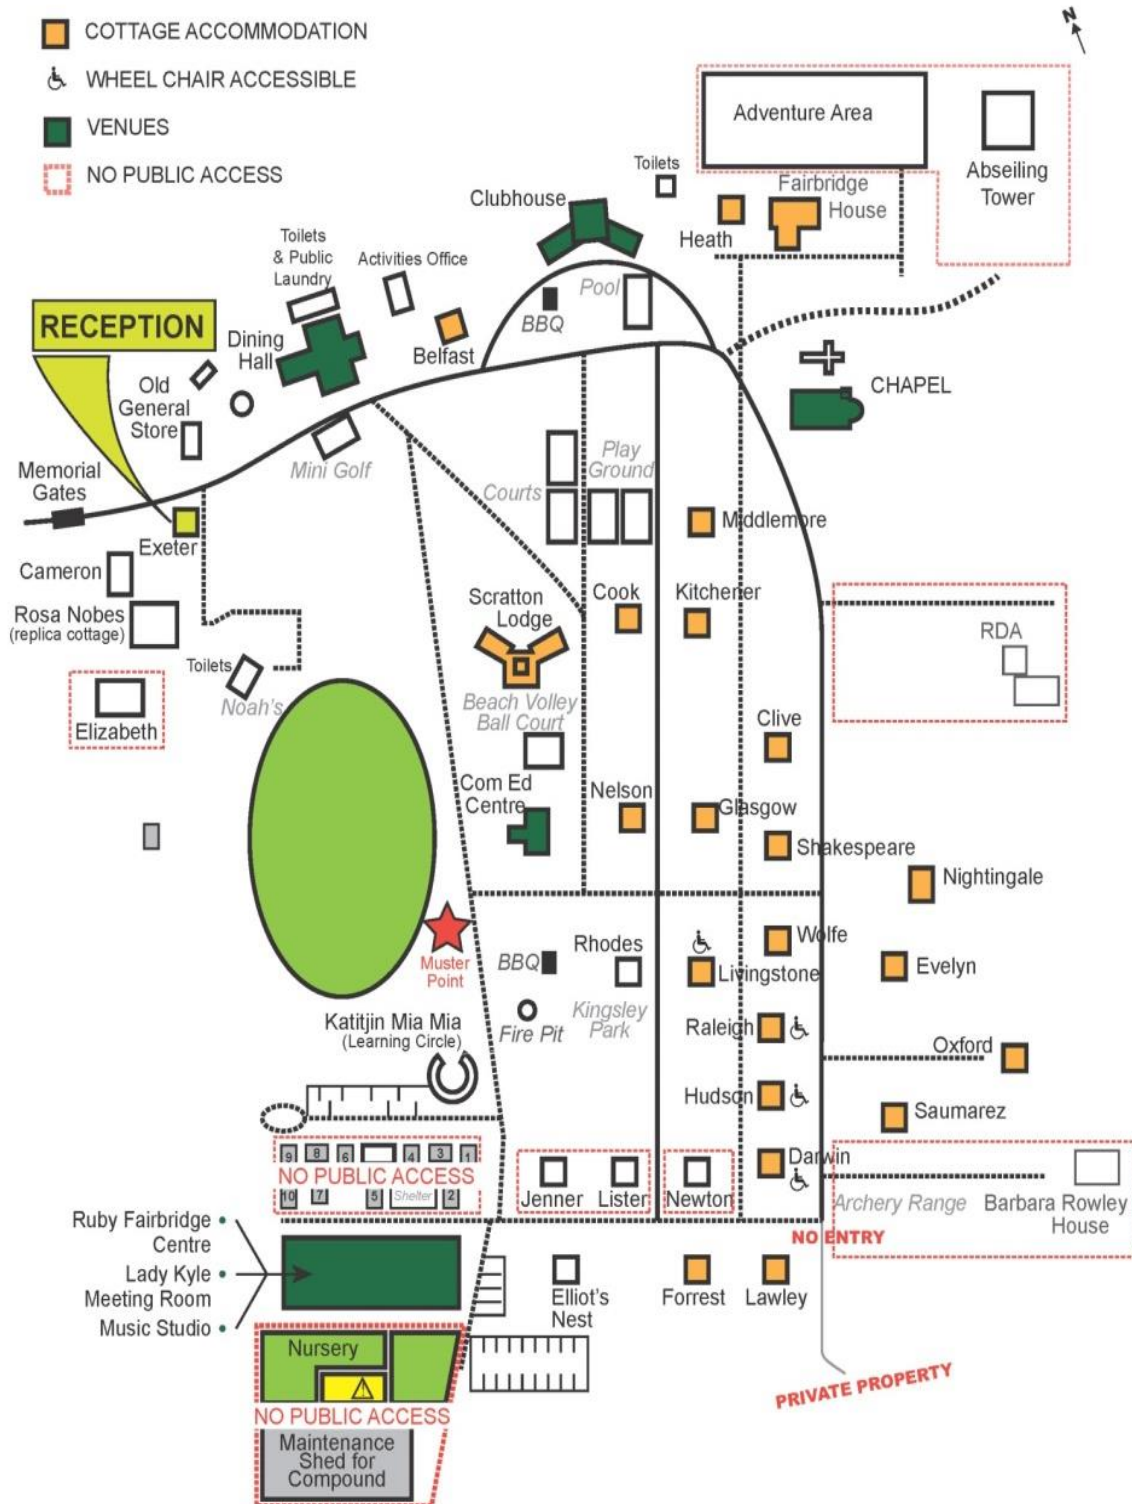 COTTAGE ACCOMMODATION
WHEEL CHAIR ACCESSIBLE
VENUES
NO PUBLIC ACCESS
N
Adventure Area
Abseiling
Tower
Toilets
Fairbridge
House
Heath
Clubhouse
Toilets
& Public
Laundry
Activities Office
Pool
BBQ
RECEPTION
Dining
Hall
Belfast
Old
General
Store
CHAPEL
Mini Golf
Play
Ground
Courts
Memorial
Gates
Exeter
Middlemore
Cameron
Rosa Nobes
(replica cottage)
Scratton
Lodge
Cook
Kitchener
RDA
Toilets
Noah's
Elizabeth
Beach Volley
Ball Court
Clive
Com Ed
Centre
Nelson
Glasgow
Shakespeare
Nightingale
Muster
Point
BBQ
Rhodes
Wolfe
Livingstone
Evelyn
Katitjin Mia Mia
(Learning Circle)
Fire Pit
Kingsley
Park
Raleigh
Oxford
Hudson
Saumarez
9
8
6
4
3
1
NO PUBLIC ACCESS
10
7
5
Shelter
2
Jenner
Lister
Newton
Darwin
Archery Range
Barbara Rowley
House
NO ENTRY
Ruby Fairbridge
Centre
Lady Kyle
Meeting Room
Music Studio
Elliot's
Nest
Forrest
Lawley
Nursery
NO PUBLIC ACCESS
Maintenance
Shed for
Compound
PRIVATE PROPERTY